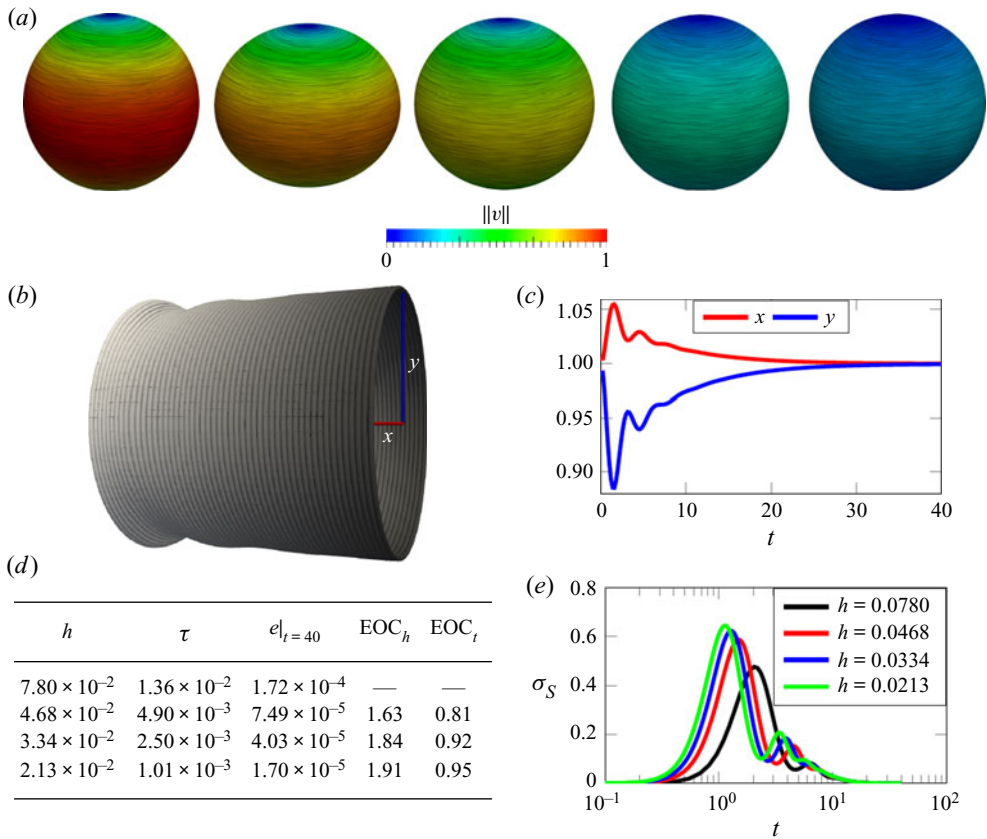 (a)
||v||
0 1
(b)
y
x
(c)
1.05
1.00
0.95
0.90
x y
0 10 20 30 40
t
(d)
h τ e|t = 40 EOCh EOCt
7.80 × 10−2 1.36 × 10−2 1.72 × 10−4 — —
4.68 × 10−2 4.90 × 10−3 7.49 × 10−5 1.63 0.81
3.34 × 10−2 2.50 × 10−3 4.03 × 10−5 1.84 0.92
2.13 × 10−2 1.01 × 10−3 1.70 × 10−5 1.91 0.95
(e)
0.8
0.6
0.4
0.2
0
σS
h = 0.0780
h = 0.0468
h = 0.0334
h = 0.0213
10−1 100 101 102
t